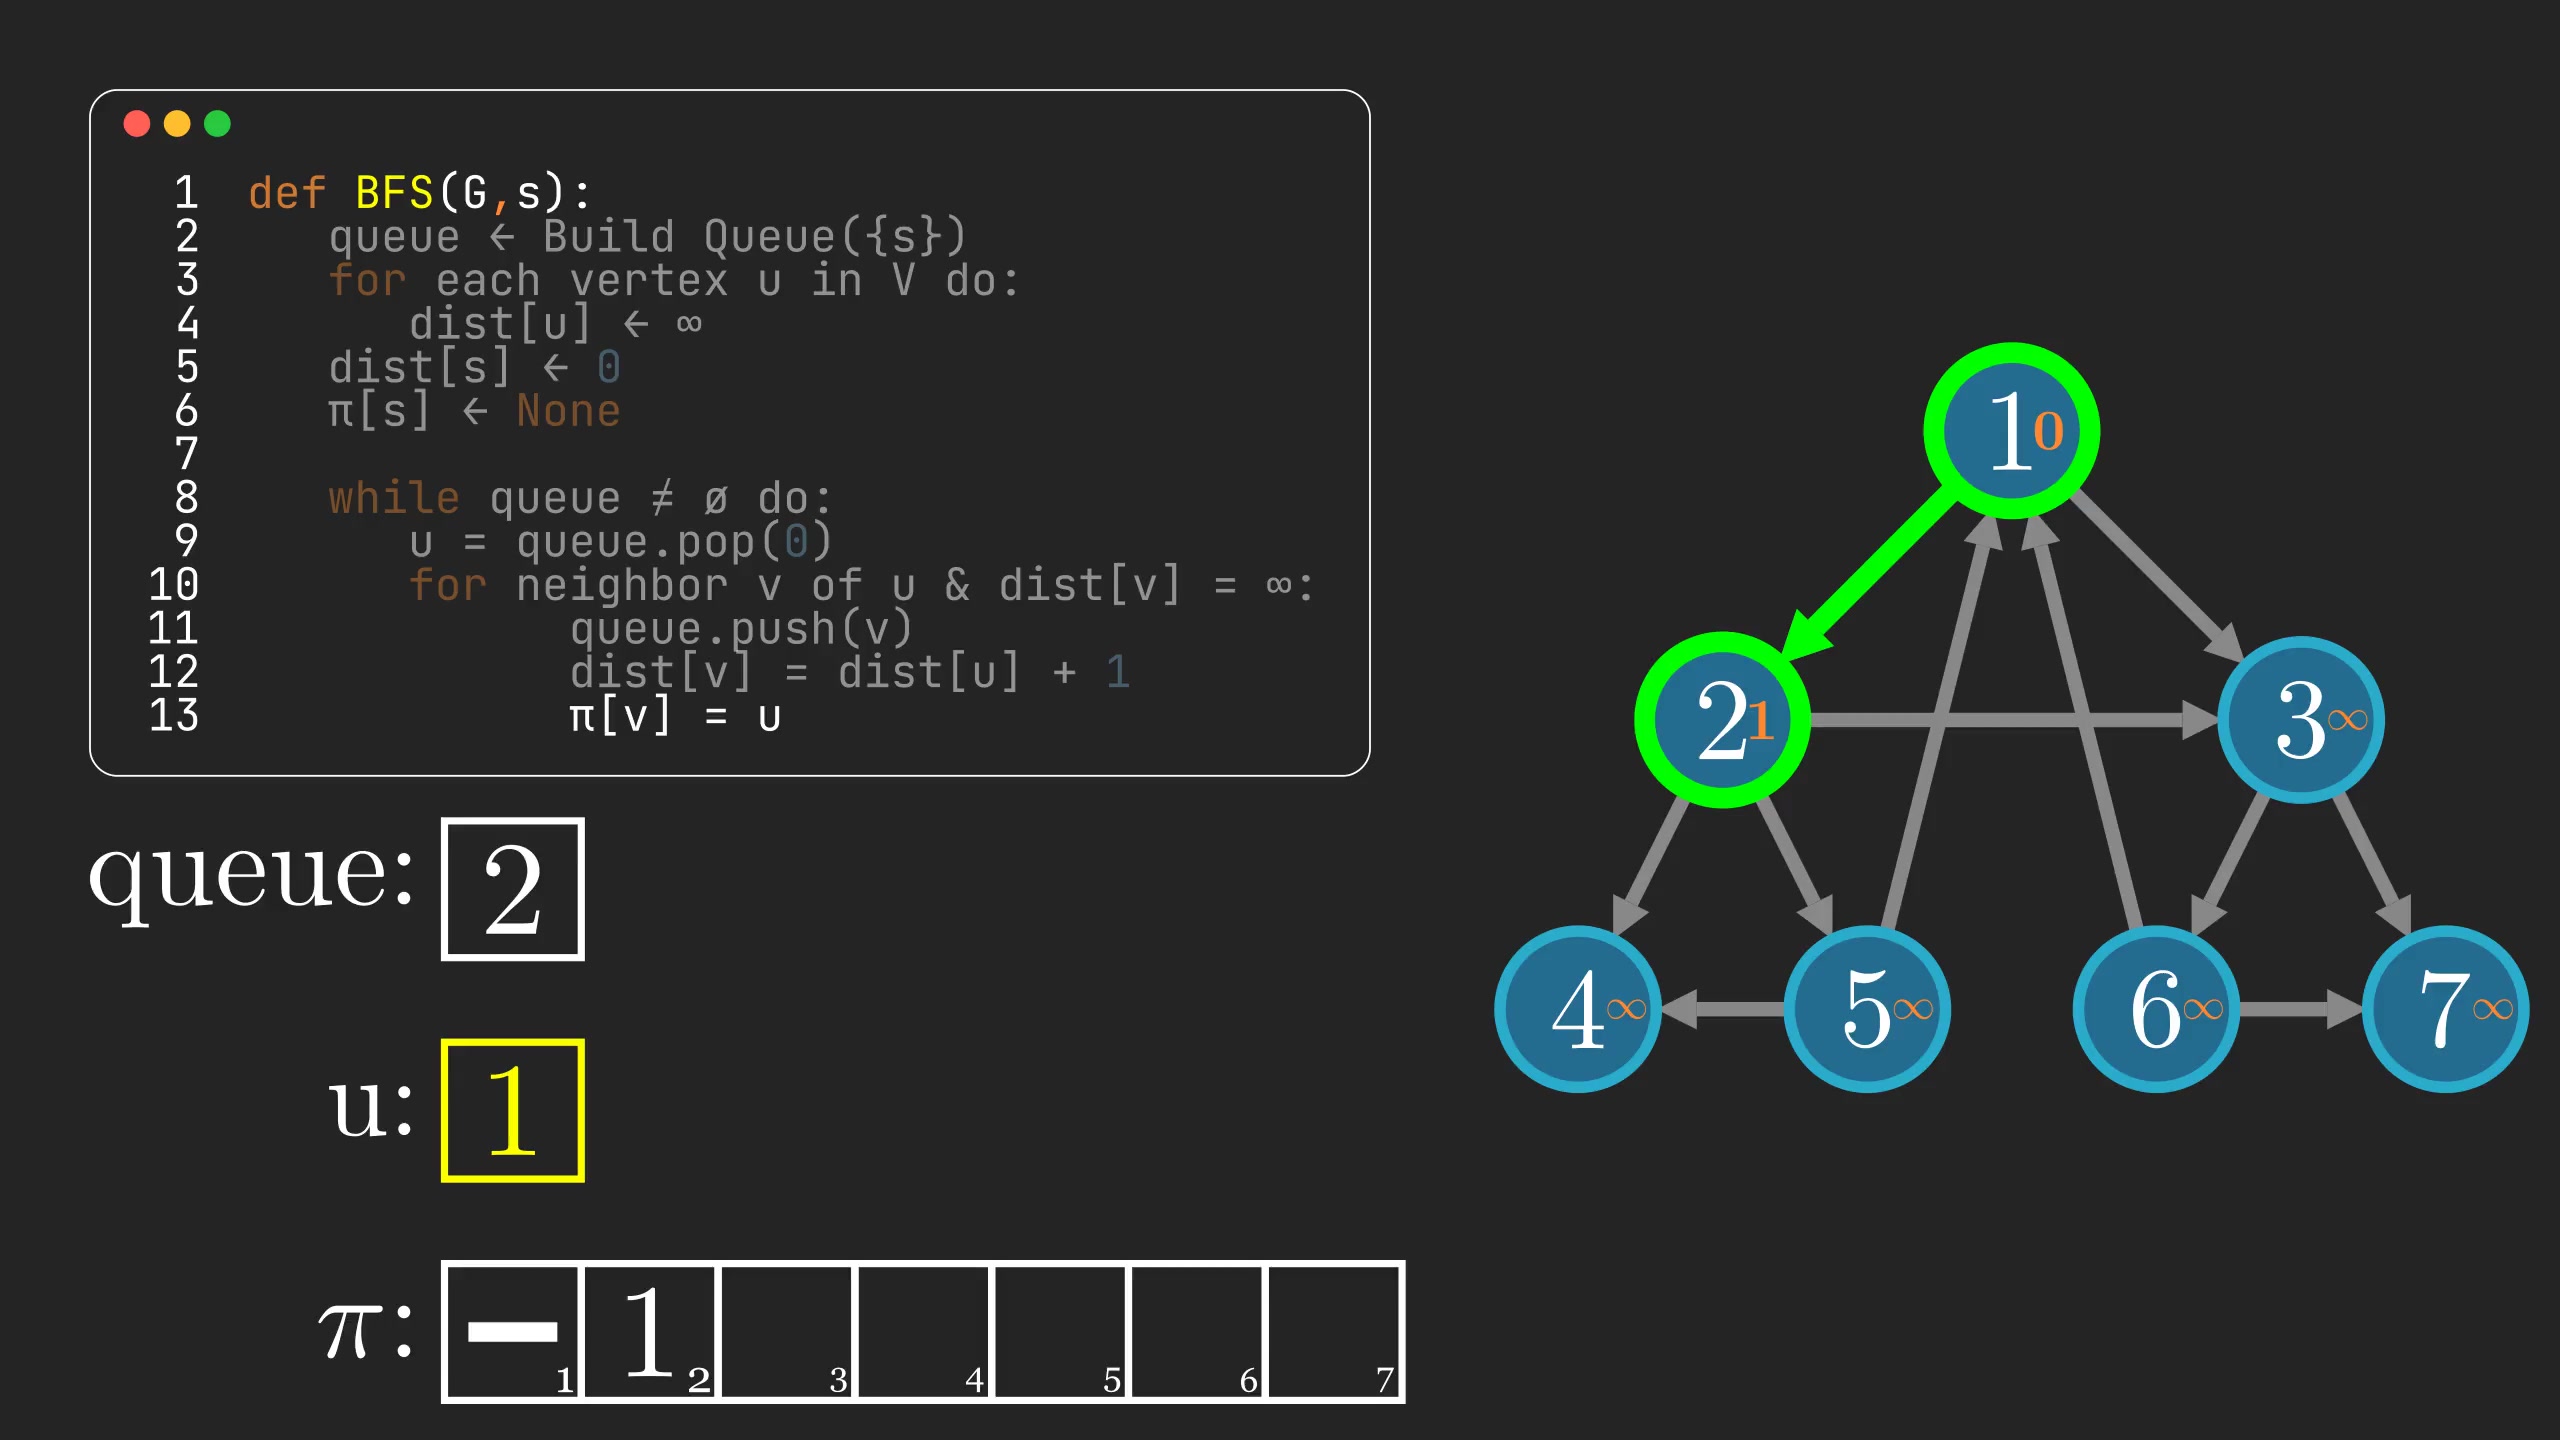 1 def BFS(G,s):
2 queue ← Build Queue({s})
3 for each vertex u in V do:
4 dist[u] ← ∞
5 dist[s] ← 0
6 π[s] ← None
7
8 while queue ≠ ø do:
9 u = queue.pop(0)
10 for neighbor v of u & dist[v] = ∞:
11 queue.push(v)
12 dist[v] = dist[u] + 1
13 π[v] = u
queue: 2
u: 1
π: – 1
1 2 3 4 5 6 7
1 0
2 1
3 ∞
4 ∞
5 ∞
6 ∞
7 ∞